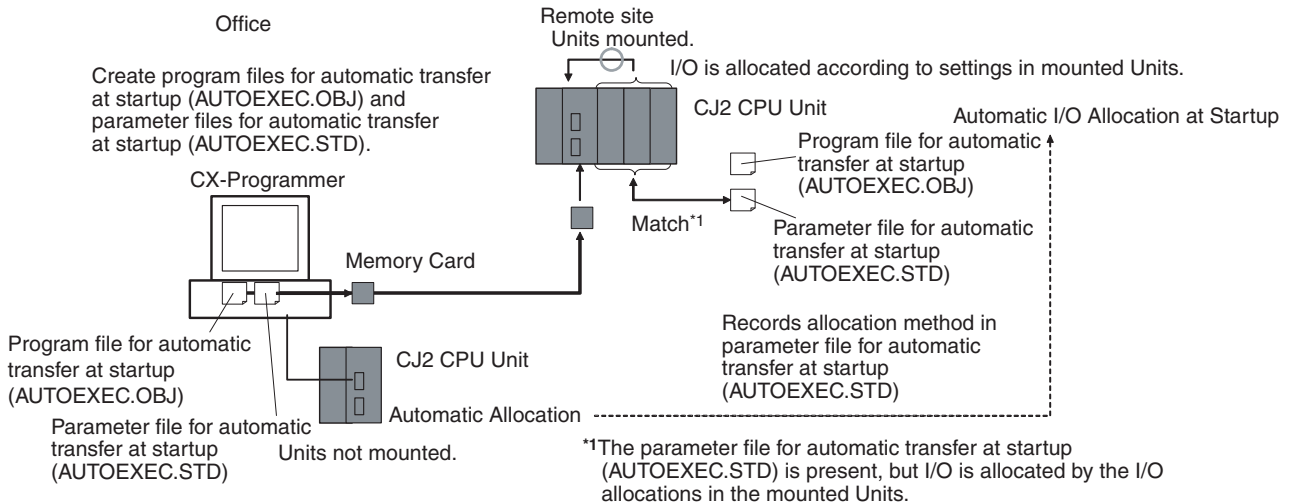 Office
Remote site
Units mounted.
I/O is allocated according to settings in mounted Units.
Create program files for automatic transfer
at startup (AUTOEXEC.OBJ) and
parameter files for automatic transfer
at startup (AUTOEXEC.STD).
CJ2 CPU Unit
Automatic I/O Allocation at Startup
Program file for automatic
transfer at startup
(AUTOEXEC.OBJ)
CX-Programmer
Match*1
Parameter file for automatic
transfer at startup
(AUTOEXEC.STD)
Memory Card
Records allocation method in
parameter file for automatic
transfer at startup
(AUTOEXEC.STD)
Program file for automatic
transfer at startup
(AUTOEXEC.OBJ)
CJ2 CPU Unit
Automatic Allocation
Parameter file for automatic
transfer at startup
(AUTOEXEC.STD)
Units not mounted.
*1The parameter file for automatic transfer at startup
(AUTOEXEC.STD) is present, but I/O is allocated by the I/O
allocations in the mounted Units.